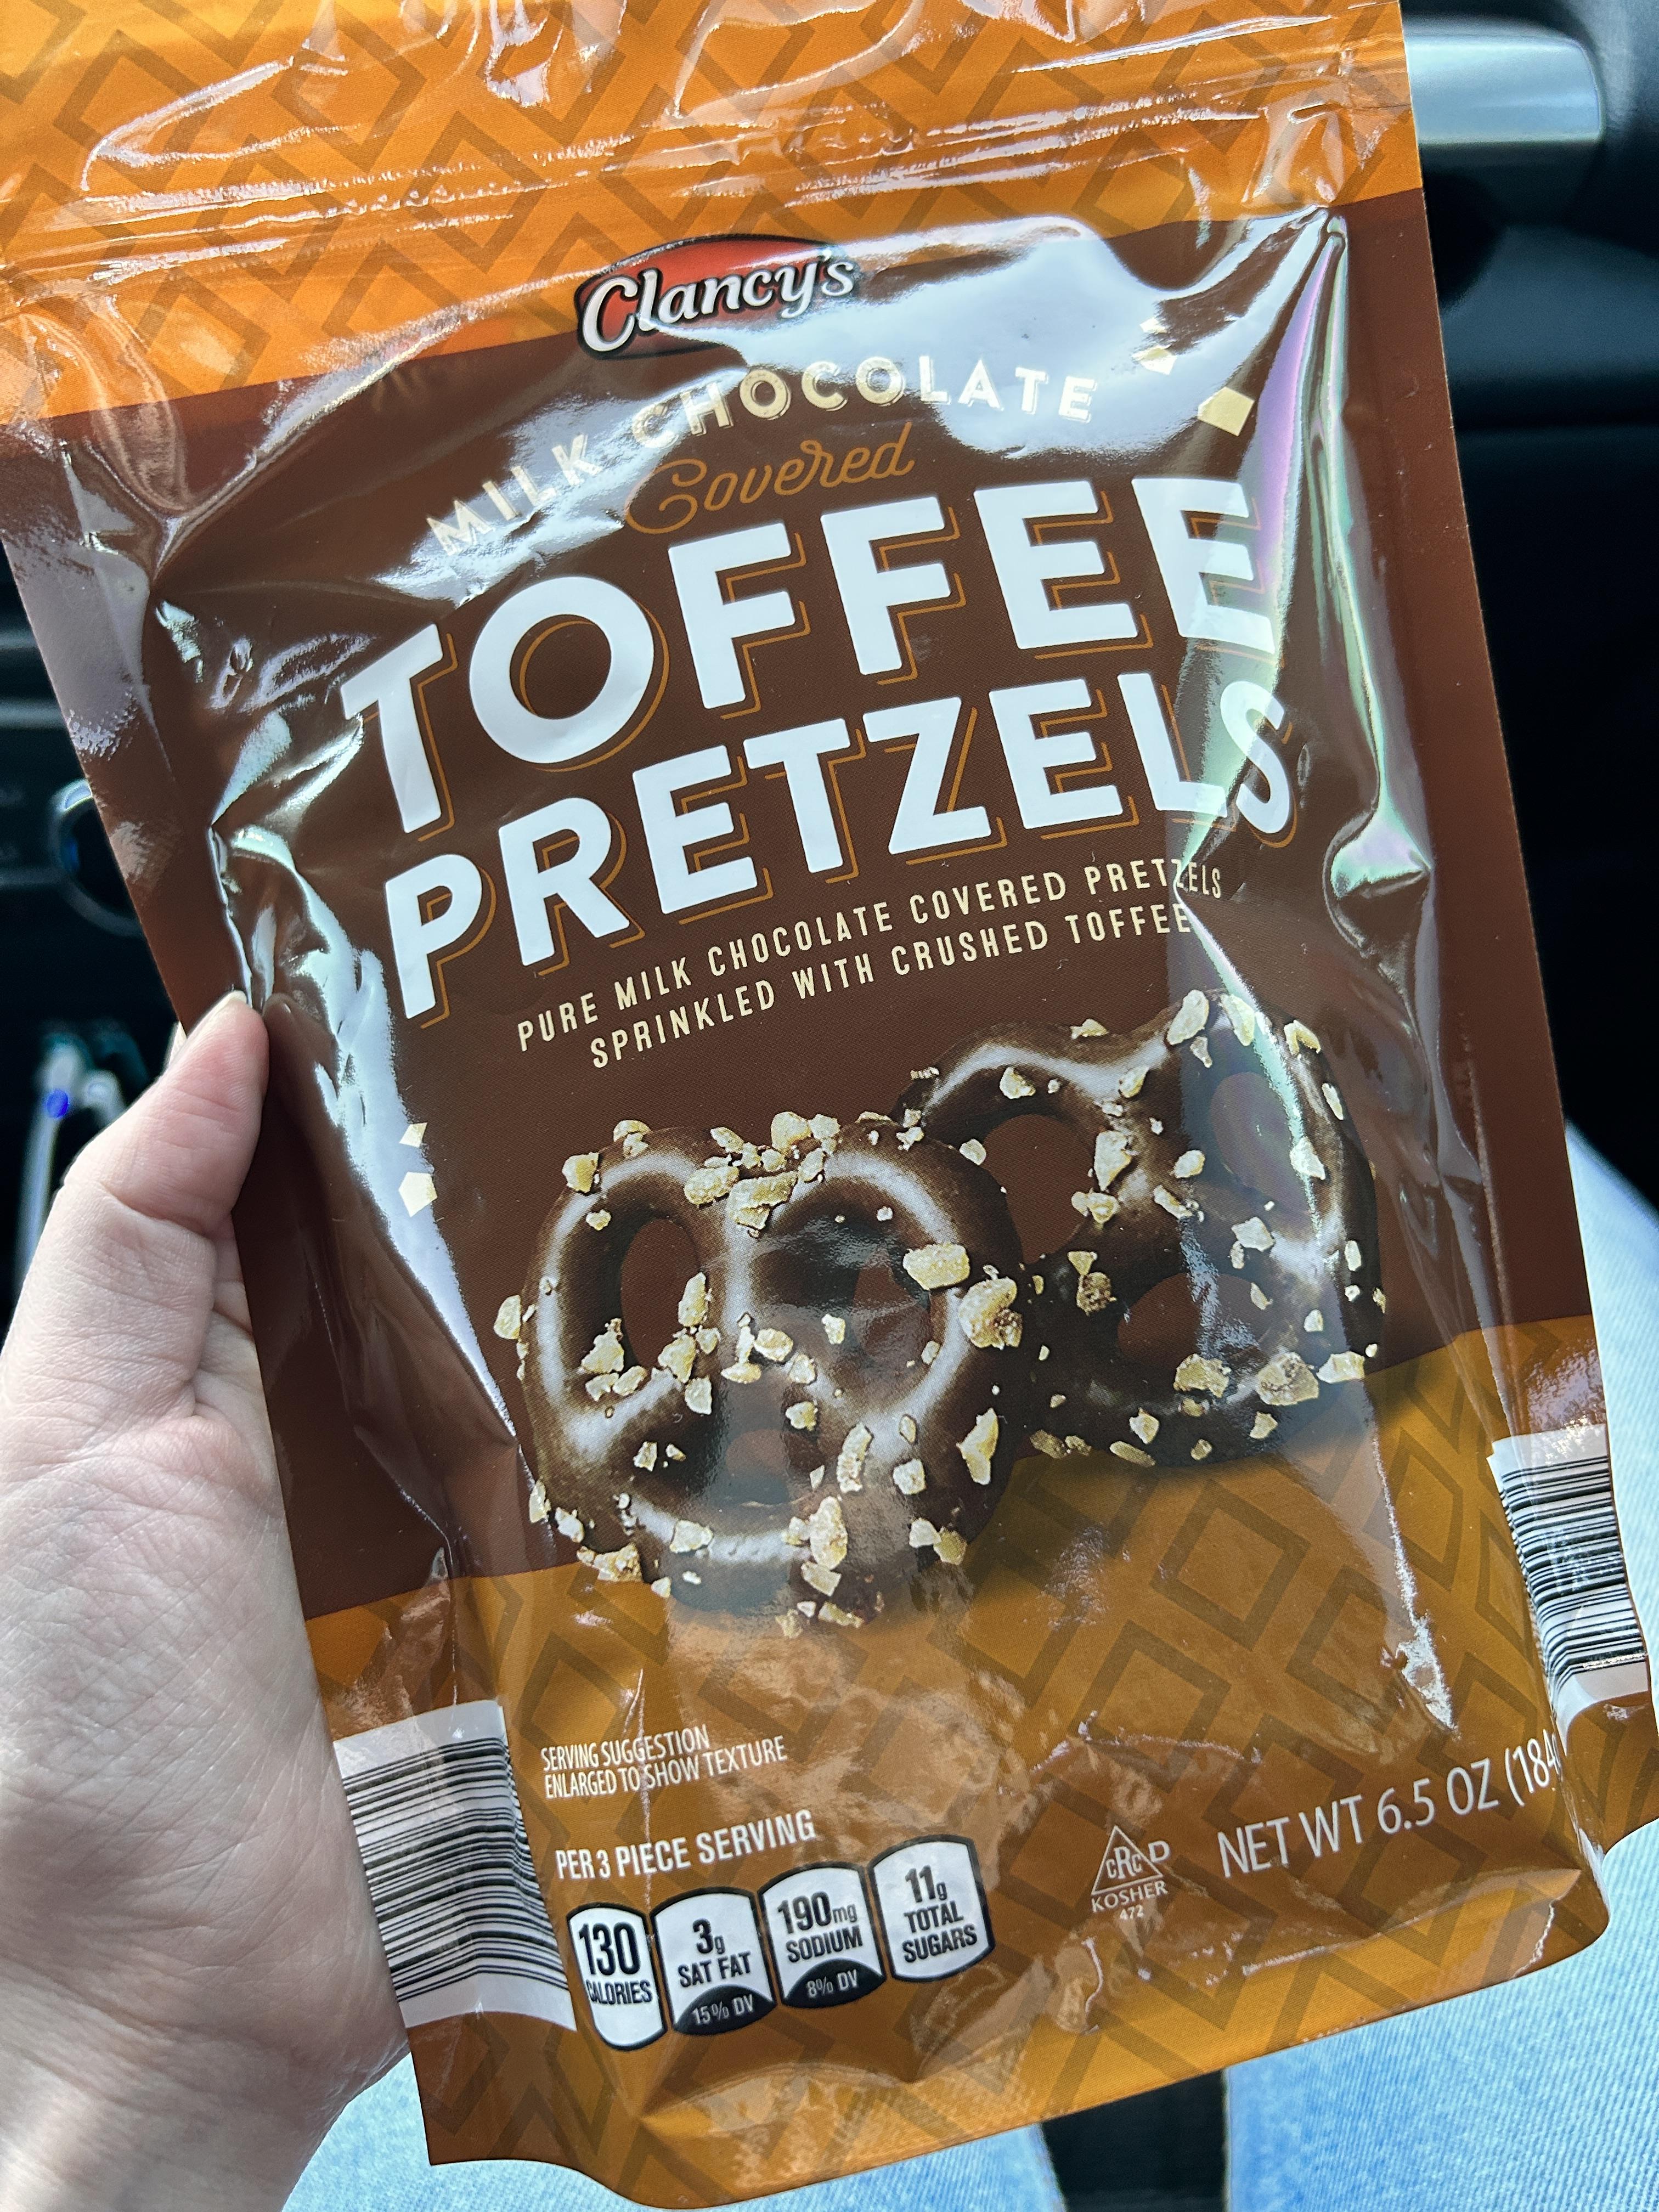 Clancy's
MILK CHOCOLATE
Covered
TOFFEE
PRETZELS
PURE MILK CHOCOLATE COVERED PRETZELS
SPRINKLED WITH CRUSHED TOFFEE
SERVING SUGGESTION
ENLARGED TO SHOW TEXTURE
PER 3 PIECE SERVING
130
CALORIES
3g
SAT FAT
15% DV
190mg
SODIUM
8% DV
11g
TOTAL
SUGARS
cRc D
KOSHER
472
NET WT 6.5 OZ (184